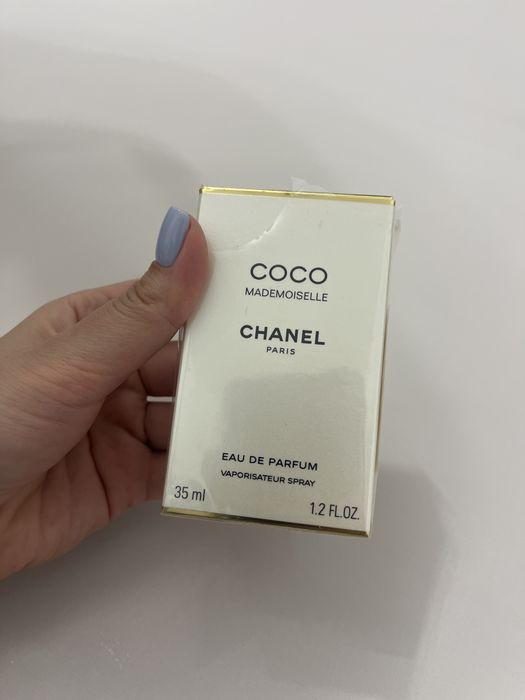 COCO
MADEMOISELLE
CHANEL
PARIS
EAU DE PARFUM
VAPORISATEUR SPRAY
35 ml 1.2 FL.OZ.